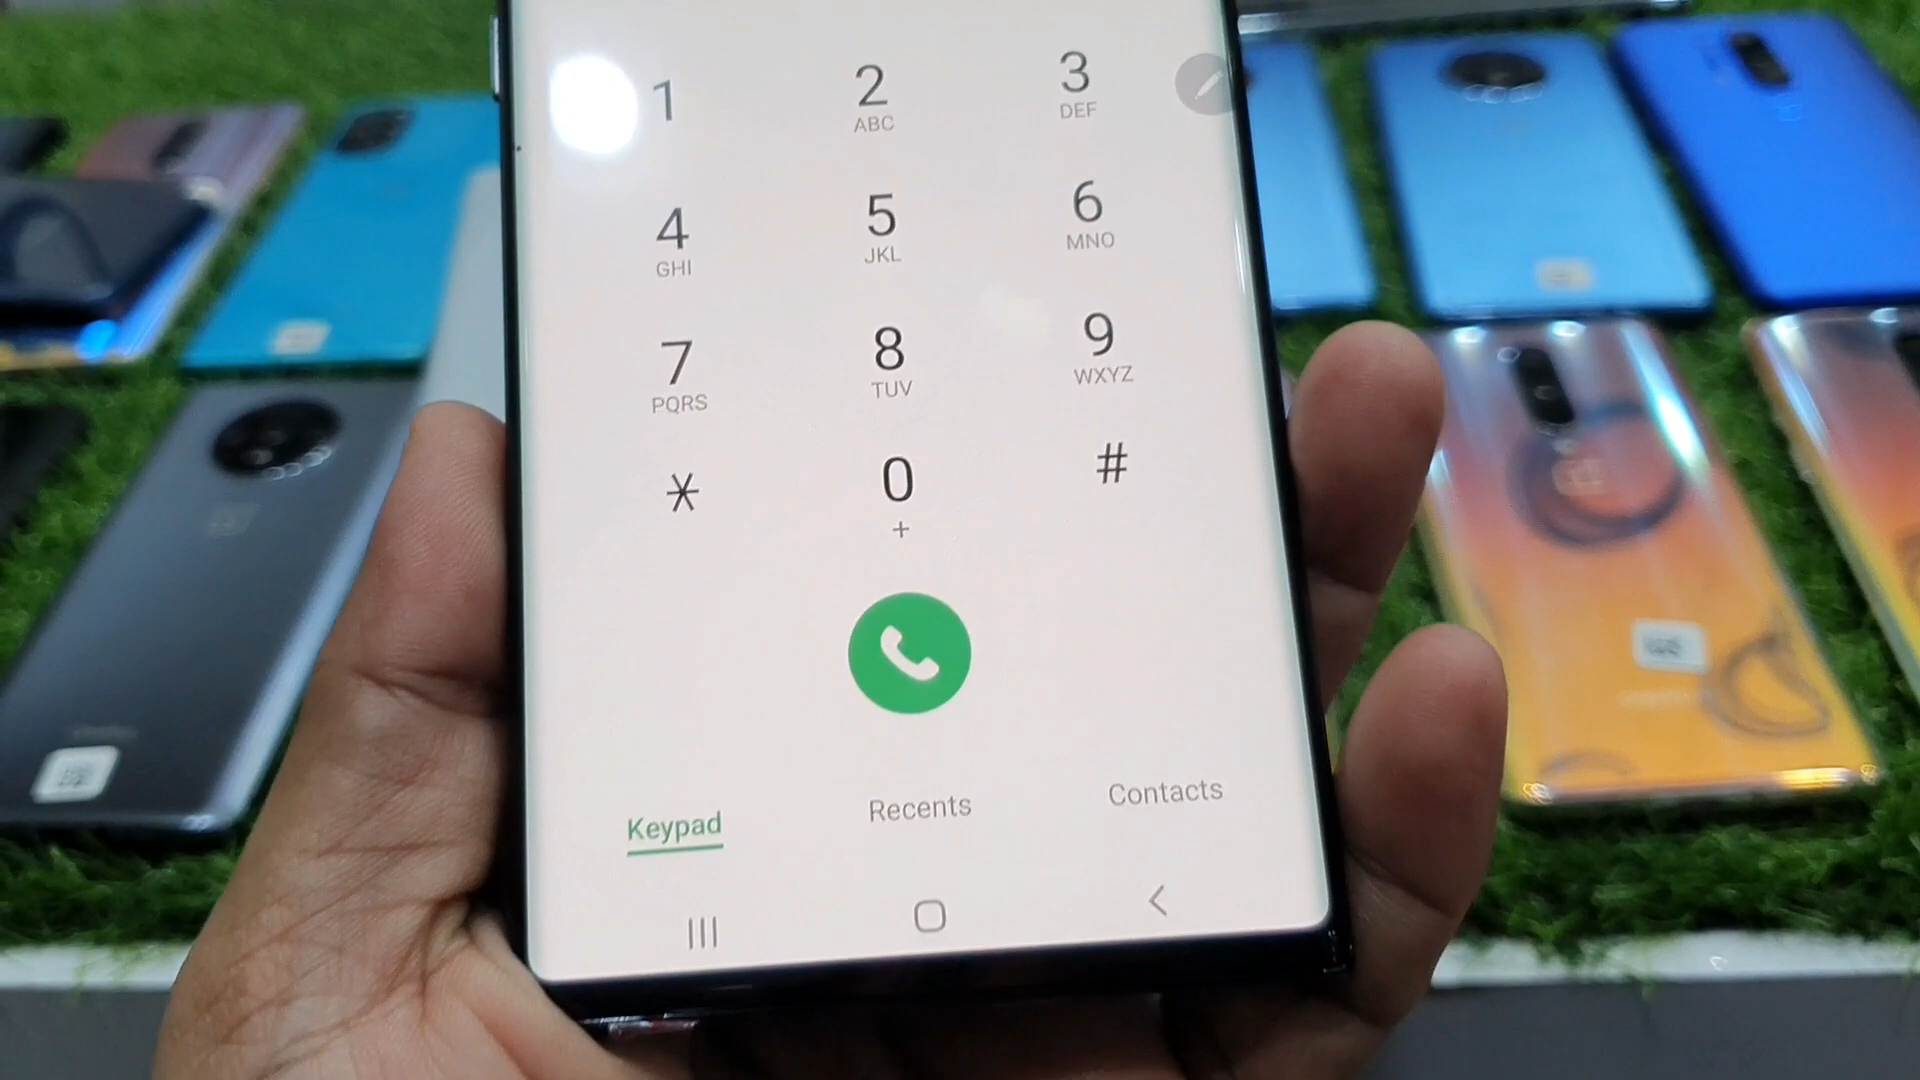 1
2
ABC
3
DEF
4
GHI
5
JKL
6
MNO
7
PQRS
8
TUV
9
WXYZ
*
0
+
#
Keypad
Recents
Contacts